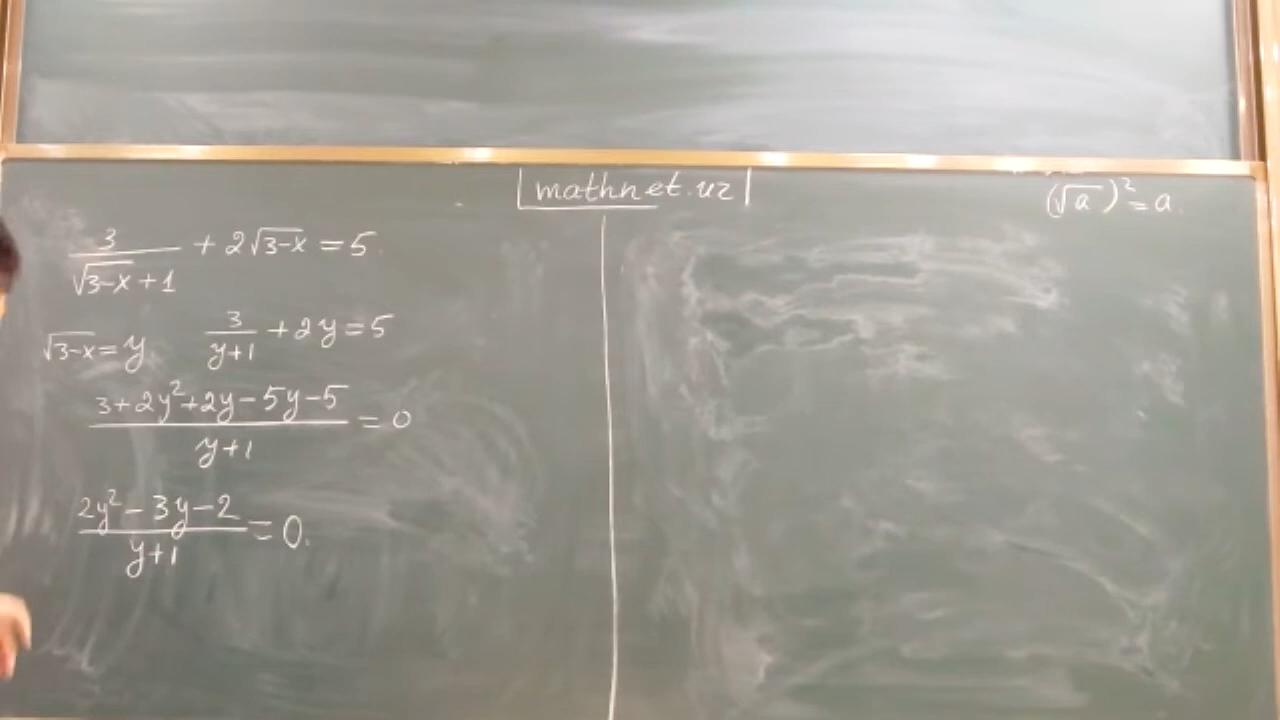 mathnet.uz
(√a)² = a.
3/(√3-x + 1) + 2√3-x = 5.
√3-x = y 3/(y+1) + 2y = 5
(3+2y²+2y-5y-5)/(y+1) = 0
(2y²-3y-2)/(y+1) = 0.